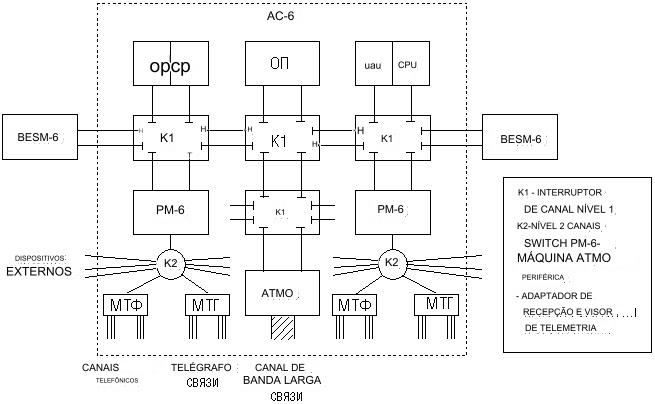 AC-6
орср
ОП
uau CPU
BESM-6
н K1 н K1 н н K1
BESM-6
PM-6
K1
PM-6
K2
K2
DISPOSITIVOS
EXTERNOS
МТФ
МТГ
ATMO
МТФ
МТГ
CANAIS
TELEFÔNICOS
TELÉGRAFO
СВЯЗИ
CANAL DE
BANDA LARGA
СВЯЗИ
K1 - INTERRUPTOR
DE CANAL NÍVEL 1
K2-NÍVEL 2 CANAIS
SWITCH PM-6-
MÁQUINA ATMO
PERIFÉRICA
- ADAPTADOR DE
RECEPÇÃO E VISOR
DE TELEMETRIA